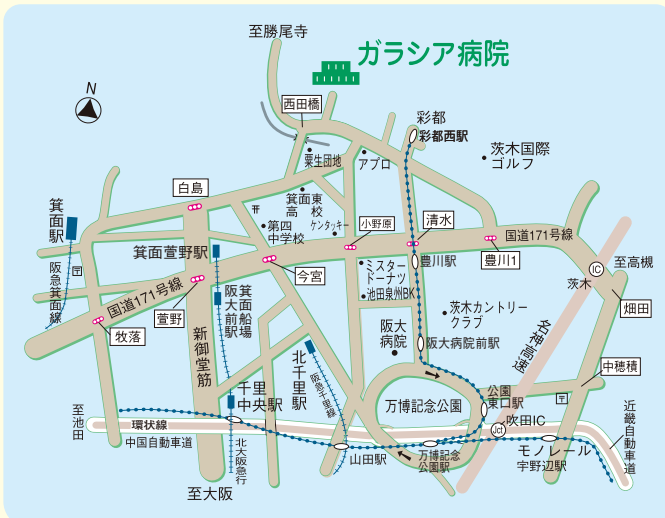 至勝尾寺
ガラシア病院
N
西田橋
彩都
彩都西駅
茨木国際
ゴルフ
粟生団地
アプロ
白島
箕面東
高校
箕面駅
第四
中学校
ケンタッキー
小野原
清水
国道171号線
箕面萱野駅
豊川駅
豊川1
至高槻
阪急箕面線
今宮
ミスター
ドーナツ
池田泉州BK
IC
茨木
国道171号線
萱野
箕面船場
阪大前駅
茨木カントリー
クラブ
畑田
牧落
新御堂筋
阪大
病院
阪大病院前駅
名神高速
北千里駅
中穂積
千里
中央駅
阪急千里線
万博記念公園
公園
東口駅
至池田
環状線
吹田IC
Jct
近畿自動車道
中国自動車道
北大阪急行
山田駅
万博記念
公園駅
モノレール
宇野辺駅
至大阪